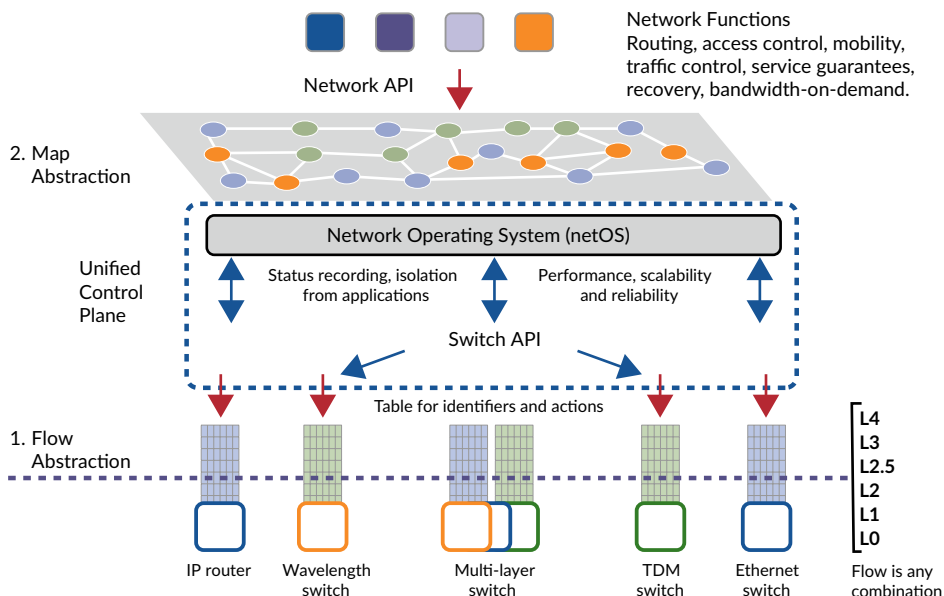 Network Functions
Routing, access control, mobility,
traffic control, service guarantees,
recovery, bandwidth-on-demand.
Network API
2. Map
Abstraction
Network Operating System (netOS)
Unified
Control
Plane
Status recording, isolation
from applications
Performance, scalability
and reliability
Switch API
Table for identifiers and actions
1. Flow
Abstraction
L4
L3
L2.5
L2
L1
L0
IP router
Wavelength
switch
Multi-layer
switch
TDM
switch
Ethernet
switch
Flow is any
combination